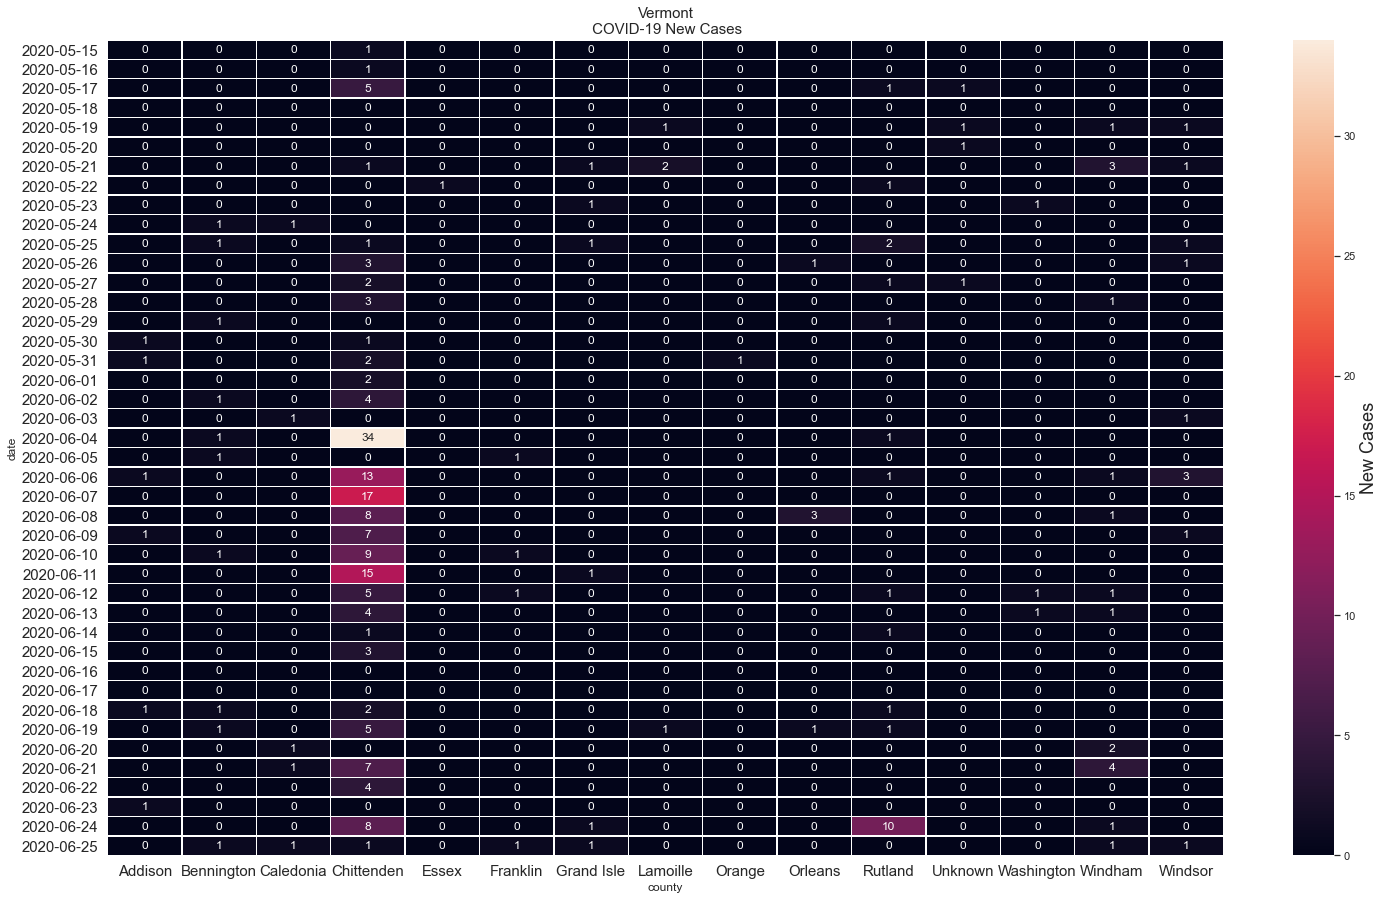 Vermont
COVID-19 New Cases
2020-05-15 0 0 0 1 0 0 0 0 0 0 0 0 0 0 0
2020-05-16 0 0 0 1 0 0 0 0 0 0 0 0 0 0 0
2020-05-17 0 0 0 5 0 0 0 0 0 0 1 1 0 0 0
2020-05-18 0 0 0 0 0 0 0 0 0 0 0 0 0 0 0
2020-05-19 0 0 0 0 0 0 0 1 0 0 0 1 0 1 1
2020-05-20 0 0 0 0 0 0 0 0 0 0 0 1 0 0 0
2020-05-21 0 0 0 1 0 0 1 2 0 0 0 0 0 3 1
2020-05-22 0 0 0 0 1 0 0 0 0 0 1 0 0 0 0
2020-05-23 0 0 0 0 0 0 1 0 0 0 0 0 1 0 0
2020-05-24 0 1 1 0 0 0 0 0 0 0 0 0 0 0 0
2020-05-25 0 1 0 1 0 0 1 0 0 0 2 0 0 0 1
2020-05-26 0 0 0 3 0 0 0 0 0 1 0 0 0 0 1
2020-05-27 0 0 0 2 0 0 0 0 0 0 1 1 0 0 0
2020-05-28 0 0 0 3 0 0 0 0 0 0 0 0 0 1 0
2020-05-29 0 1 0 0 0 0 0 0 0 0 1 0 0 0 0
2020-05-30 1 0 0 1 0 0 0 0 0 0 0 0 0 0 0
2020-05-31 1 0 0 2 0 0 0 0 1 0 0 0 0 0 0
2020-06-01 0 0 0 2 0 0 0 0 0 0 0 0 0 0 0
2020-06-02 0 1 0 4 0 0 0 0 0 0 0 0 0 0 0
2020-06-03 0 0 1 0 0 0 0 0 0 0 0 0 0 0 1
2020-06-04 0 1 0 34 0 0 0 0 0 0 1 0 0 0 0
2020-06-05 0 1 0 0 0 1 0 0 0 0 0 0 0 0 0
2020-06-06 1 0 0 13 0 0 0 0 0 0 1 0 0 1 3
2020-06-07 0 0 0 17 0 0 0 0 0 0 0 0 0 0 0
2020-06-08 0 0 0 8 0 0 0 0 0 3 0 0 0 1 0
2020-06-09 1 0 0 7 0 0 0 0 0 0 0 0 0 0 1
2020-06-10 0 1 0 9 0 1 0 0 0 0 0 0 0 0 0
2020-06-11 0 0 0 15 0 0 1 0 0 0 0 0 0 0 0
2020-06-12 0 0 0 5 0 1 0 0 0 0 1 0 1 1 0
2020-06-13 0 0 0 4 0 0 0 0 0 0 0 0 1 1 0
2020-06-14 0 0 0 1 0 0 0 0 0 0 1 0 0 0 0
2020-06-15 0 0 0 3 0 0 0 0 0 0 0 0 0 0 0
2020-06-16 0 0 0 0 0 0 0 0 0 0 0 0 0 0 0
2020-06-17 0 0 0 0 0 0 0 0 0 0 0 0 0 0 0
2020-06-18 1 1 0 2 0 0 0 0 0 0 1 0 0 0 0
2020-06-19 0 1 0 5 0 0 0 1 0 1 1 0 0 0 0
2020-06-20 0 0 1 0 0 0 0 0 0 0 0 0 0 2 0
2020-06-21 0 0 1 7 0 0 0 0 0 0 0 0 0 4 0
2020-06-22 0 0 0 4 0 0 0 0 0 0 0 0 0 0 0
2020-06-23 1 0 0 0 0 0 0 0 0 0 0 0 0 0 0
2020-06-24 0 0 0 8 0 0 1 0 0 0 10 0 0 1 0
2020-06-25 0 1 1 1 0 1 1 0 0 0 0 0 0 1 1
Addison Bennington Caledonia Chittenden Essex Franklin Grand Isle Lamoille Orange Orleans Rutland Unknown Washington Windham Windsor
county
date
30
25
20
15
10
5
0
New Cases